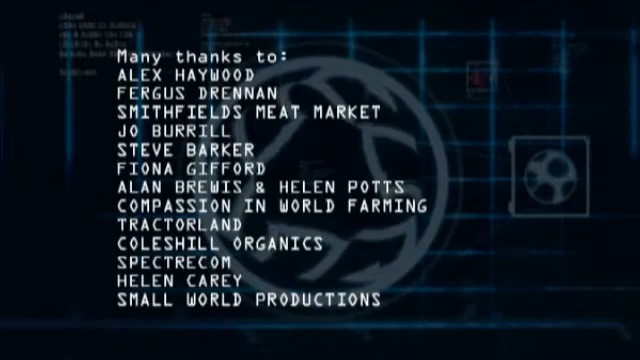 Many thanks to:
ALEX HAYWOOD
FERGUS DRENNAN
SMITHFIELDS MEAT MARKET
JO BURRILL
STEVE BARKER
FIONA GIFFORD
ALAN BREWIS & HELEN POTTS
COMPASSION IN WORLD FARMING
TRACTORLAND
COLESHILL ORGANICS
SPECTRECOM
HELEN CAREY
SMALL WORLD PRODUCTIONS